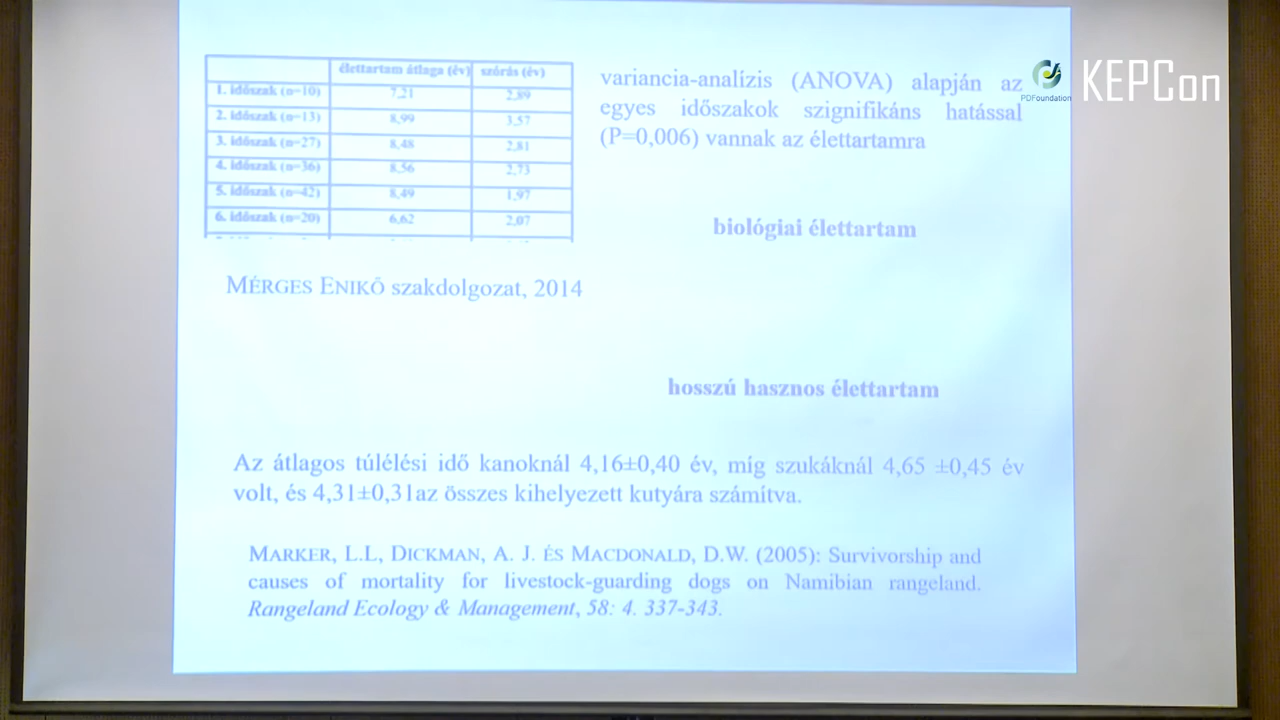 élettartam átlaga (év) szórás (év)
1. időszak (n=10) 7,21 2,89
2. időszak (n=13) 8,99 3,57
3. időszak (n=27) 8,48 2,81
4. időszak (n=36) 8,56 2,73
5. időszak (n=42) 8,49 1,97
6. időszak (n=20) 6,62 2,07
variancia-analízis (ANOVA) alapján az
egyes időszakok szignifikáns hatással
(P=0,006) vannak az élettartamra
PDFoundation
KEPCon
biológiai élettartam
MÉRGES ENIKŐ szakdolgozat, 2014
hosszú hasznos élettartam
Az átlagos túlélési idő kanoknál 4,16±0,40 év, míg szukáknál 4,65 ±0,45 év
volt, és 4,31±0,31az összes kihelyezett kutyára számítva.
MARKER, L.L, DICKMAN, A. J. ÉS MACDONALD, D.W. (2005): Survivorship and
causes of mortality for livestock-guarding dogs on Namibian rangeland.
Rangeland Ecology & Management, 58: 4. 337-343.